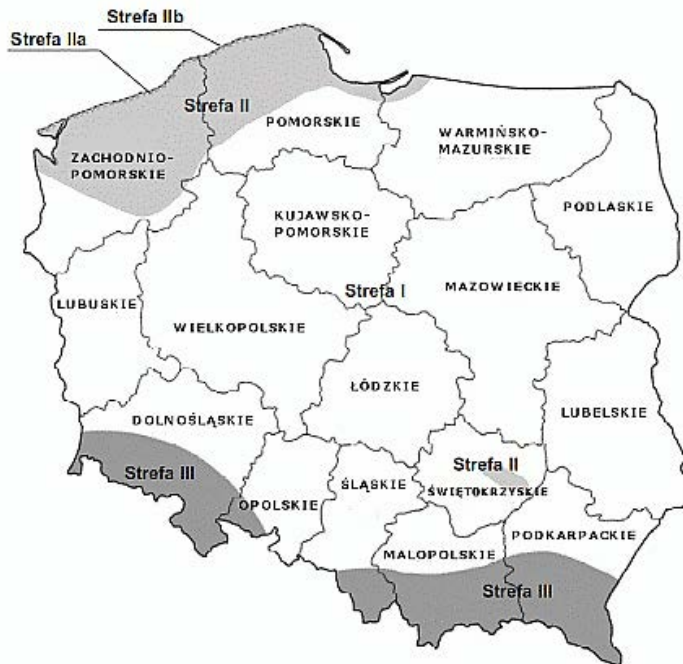 Strefa IIb
Strefa IIa
Strefa II
POMORSKIE
WARMIŃSKO-
MAZURSKIE
ZACHODNIO-
POMORSKIE
PODLASKIE
KUJAWSKO-
POMORSKIE
Strefa I
MAZOWIECKIE
LUBUSKIE
WIELKOPOLSKIE
ŁÓDZKIE
LUBELSKIE
DOLNOŚLĄSKIE
Strefa III
Strefa II
ŚLĄSKIE
ŚWIĘTOKRZYSKIE
OPOLSKIE
PODKARPACKIE
MALOPOLSKIE
Strefa III